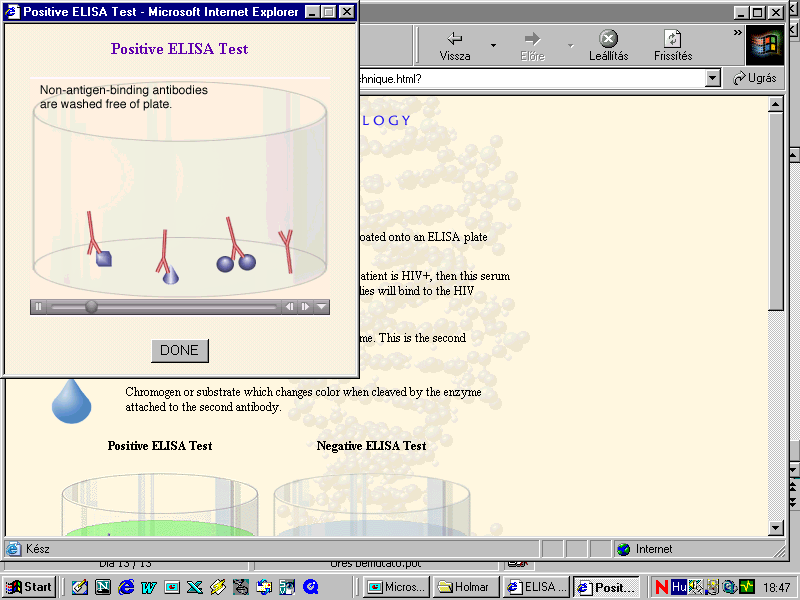 Positive ELISA Test - Microsoft Internet Explorer
Positive ELISA Test
Non-antigen-binding antibodies
are washed free of plate.
DONE
Vissza
Előre
Leállítás
Frissítés
»
chnique.html?
Ugrás
LOGY
oated onto an ELISA plate
atient is HIV+, then this serum
dies will bind to the HIV
me. This is the second
Chromogen or substrate which changes color when cleaved by the enzyme
attached to the second antibody.
Positive ELISA Test
Negative ELISA Test
Kész
Internet
Dia 13 / 13
Üres bemutató.pot
Start
Micros...
Holmar
ELISA ...
Posit...
Hu
18:47